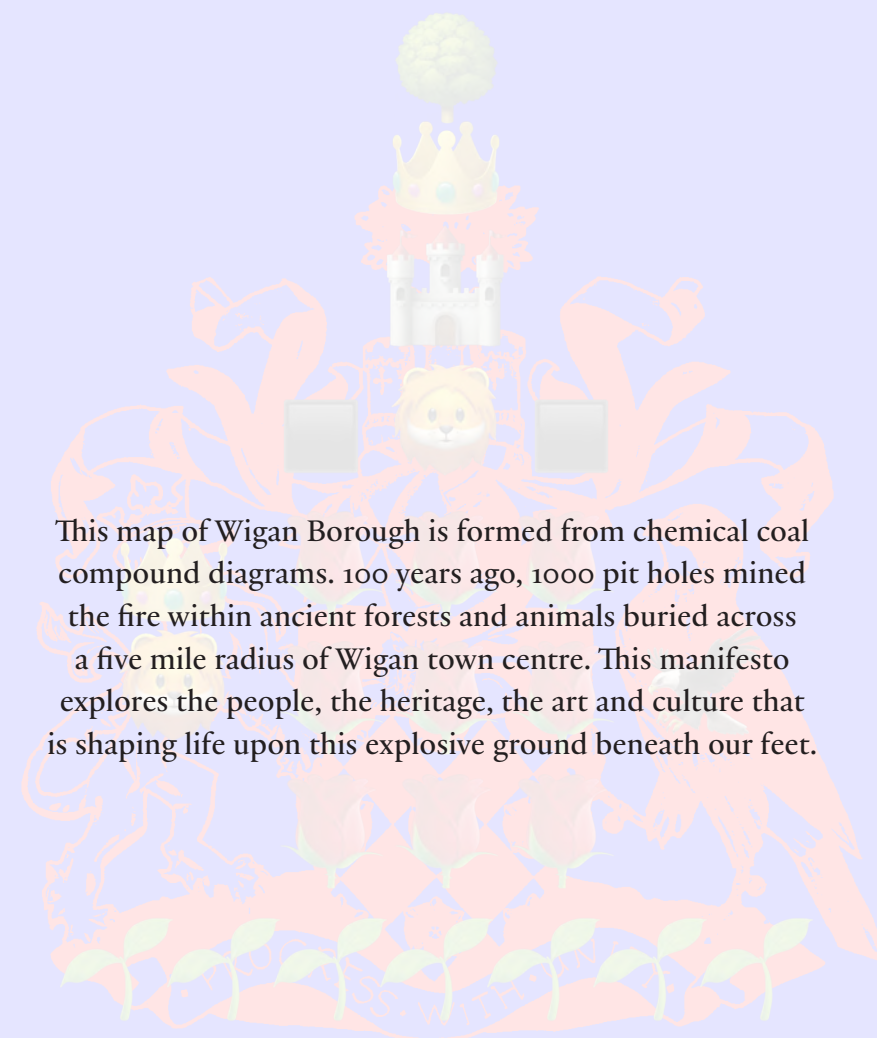 This map of Wigan Borough is formed from chemical coal
compound diagrams. 100 years ago, 1000 pit holes mined
the fire within ancient forests and animals buried across
a five mile radius of Wigan town centre. This manifesto
explores the people, the heritage, the art and culture that
is shaping life upon this explosive ground beneath our feet.